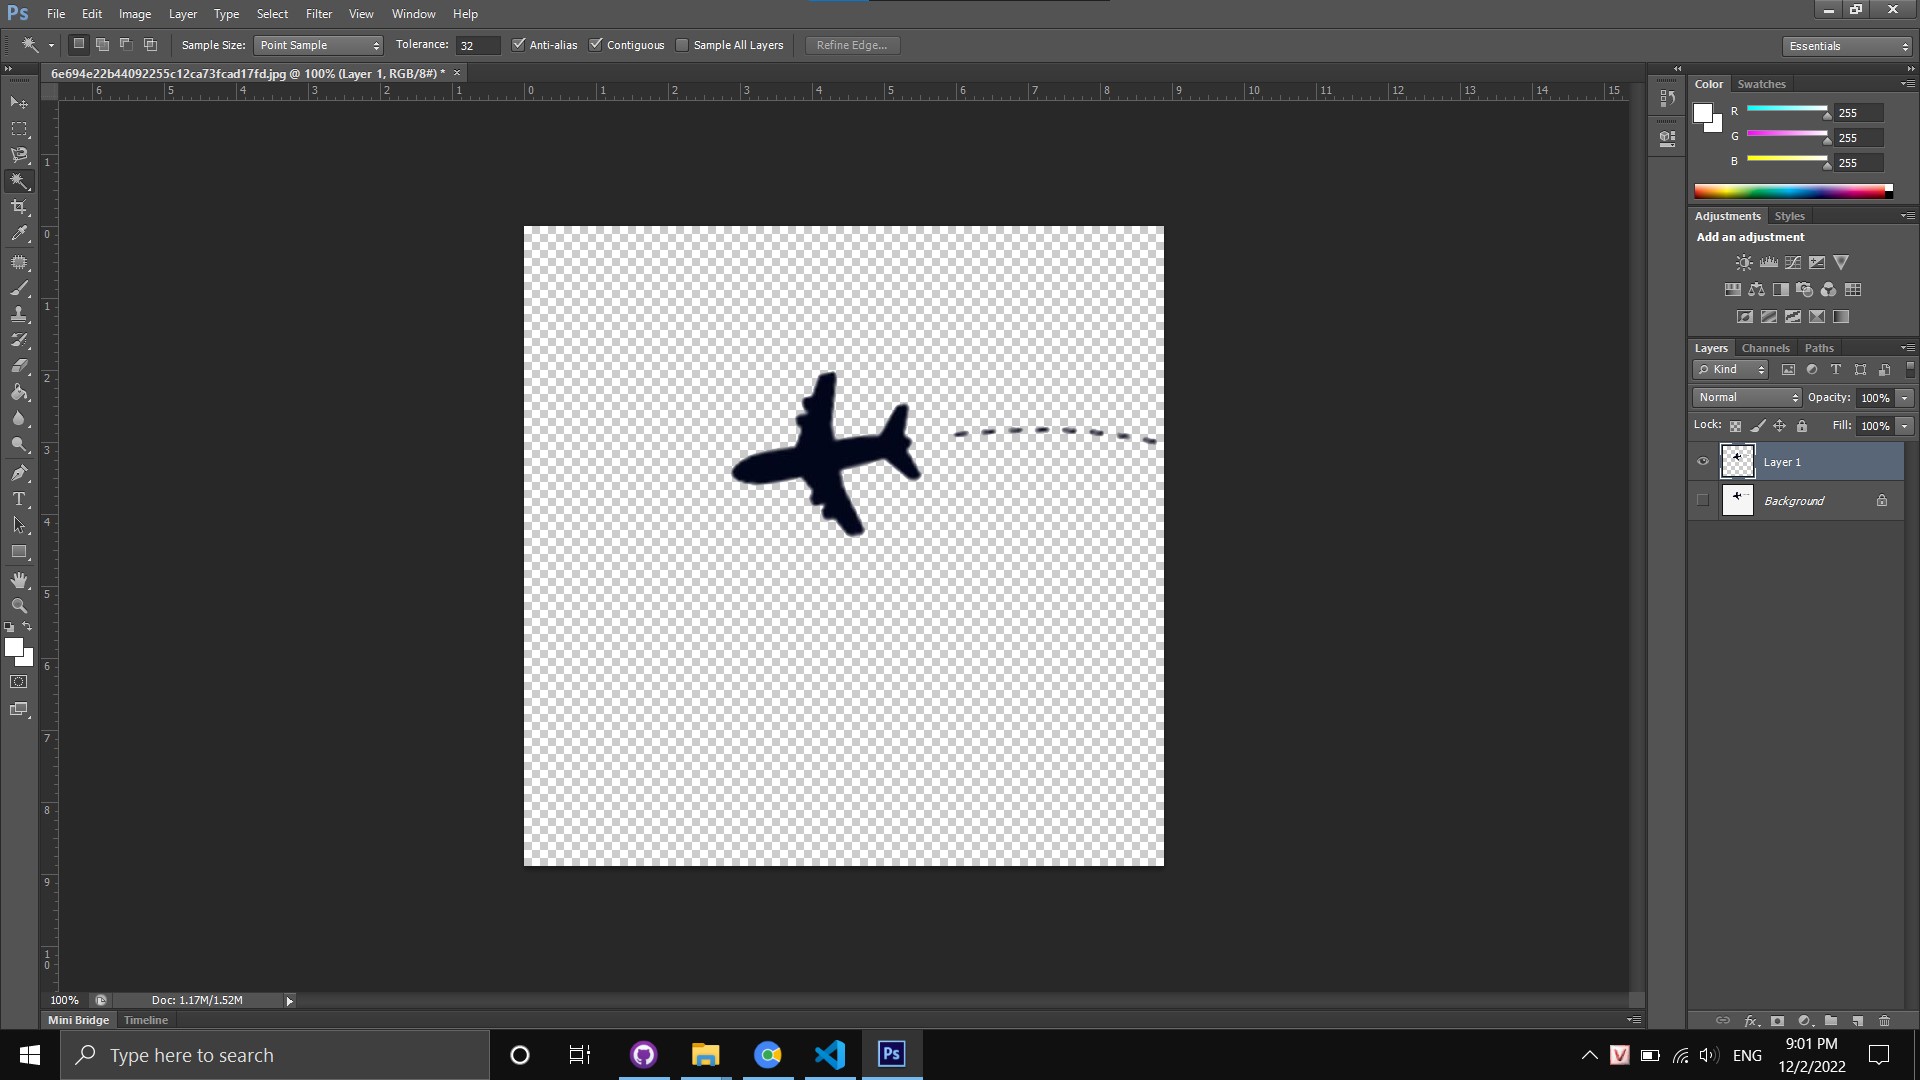 Ps File Edit Image Layer Type Select Filter View Window Help
Sample Size: Point Sample Tolerance: 32 Anti-alias Contiguous Sample All Layers Refine Edge... Essentials
6e694e22b44092255c12ca73fcad17fd.jpg @ 100% (Layer 1, RGB/8#) * ×
6 5 4 3 2 1 0 1 2 3 4 5 6 7 8 9 10 11 12 13 14 15
1
0
1
2
3
4
5
6
7
8
9
1
0
T
Color Swatches
R 255
G 255
B 255
Adjustments Styles
Add an adjustment
Layers Channels Paths
Kind T
Normal Opacity: 100%
Lock: Fill: 100%
Layer 1
Background
fx
100% Doc: 1.17M/1.52M
Mini Bridge Timeline
Type here to search
Ps
V
ENG
9:01 PM
12/2/2022